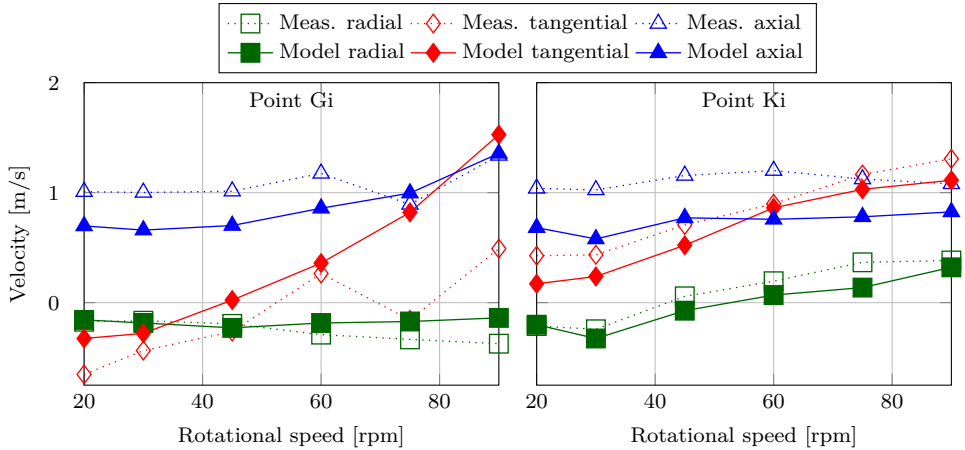 Meas. radial Meas. tangential Meas. axial
Model radial Model tangential Model axial
Point Gi
Point Ki
2
1
0
Velocity [m/s]
20 40 60 80
20 40 60 80
Rotational speed [rpm]
Rotational speed [rpm]